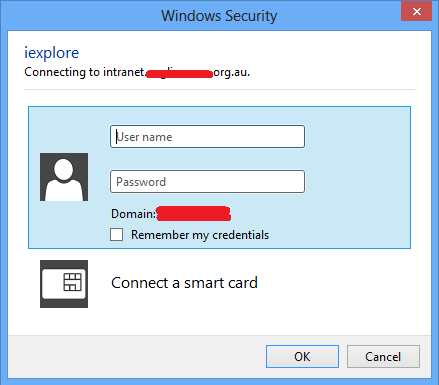 Windows Security
iexplore
Connecting to intranet. .org.au.
User name
Password
Domain:
Remember my credentials
Connect a smart card
OK
Cancel